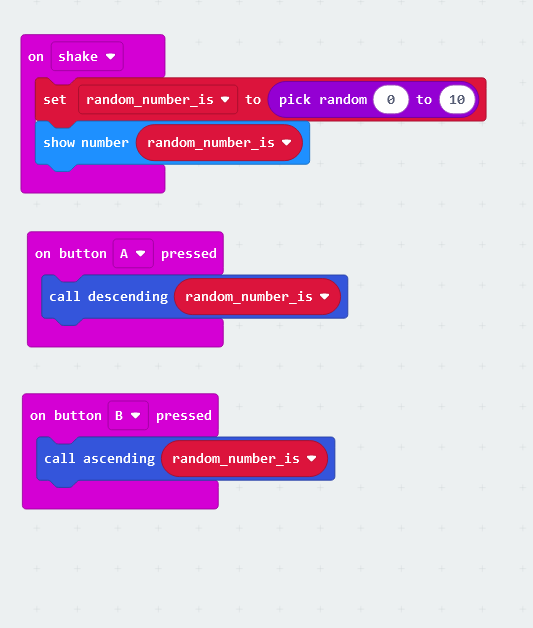 on shake
set random_number_is to pick random 0 to 10
show number random_number_is
on button A pressed
call descending random_number_is
on button B pressed
call ascending random_number_is